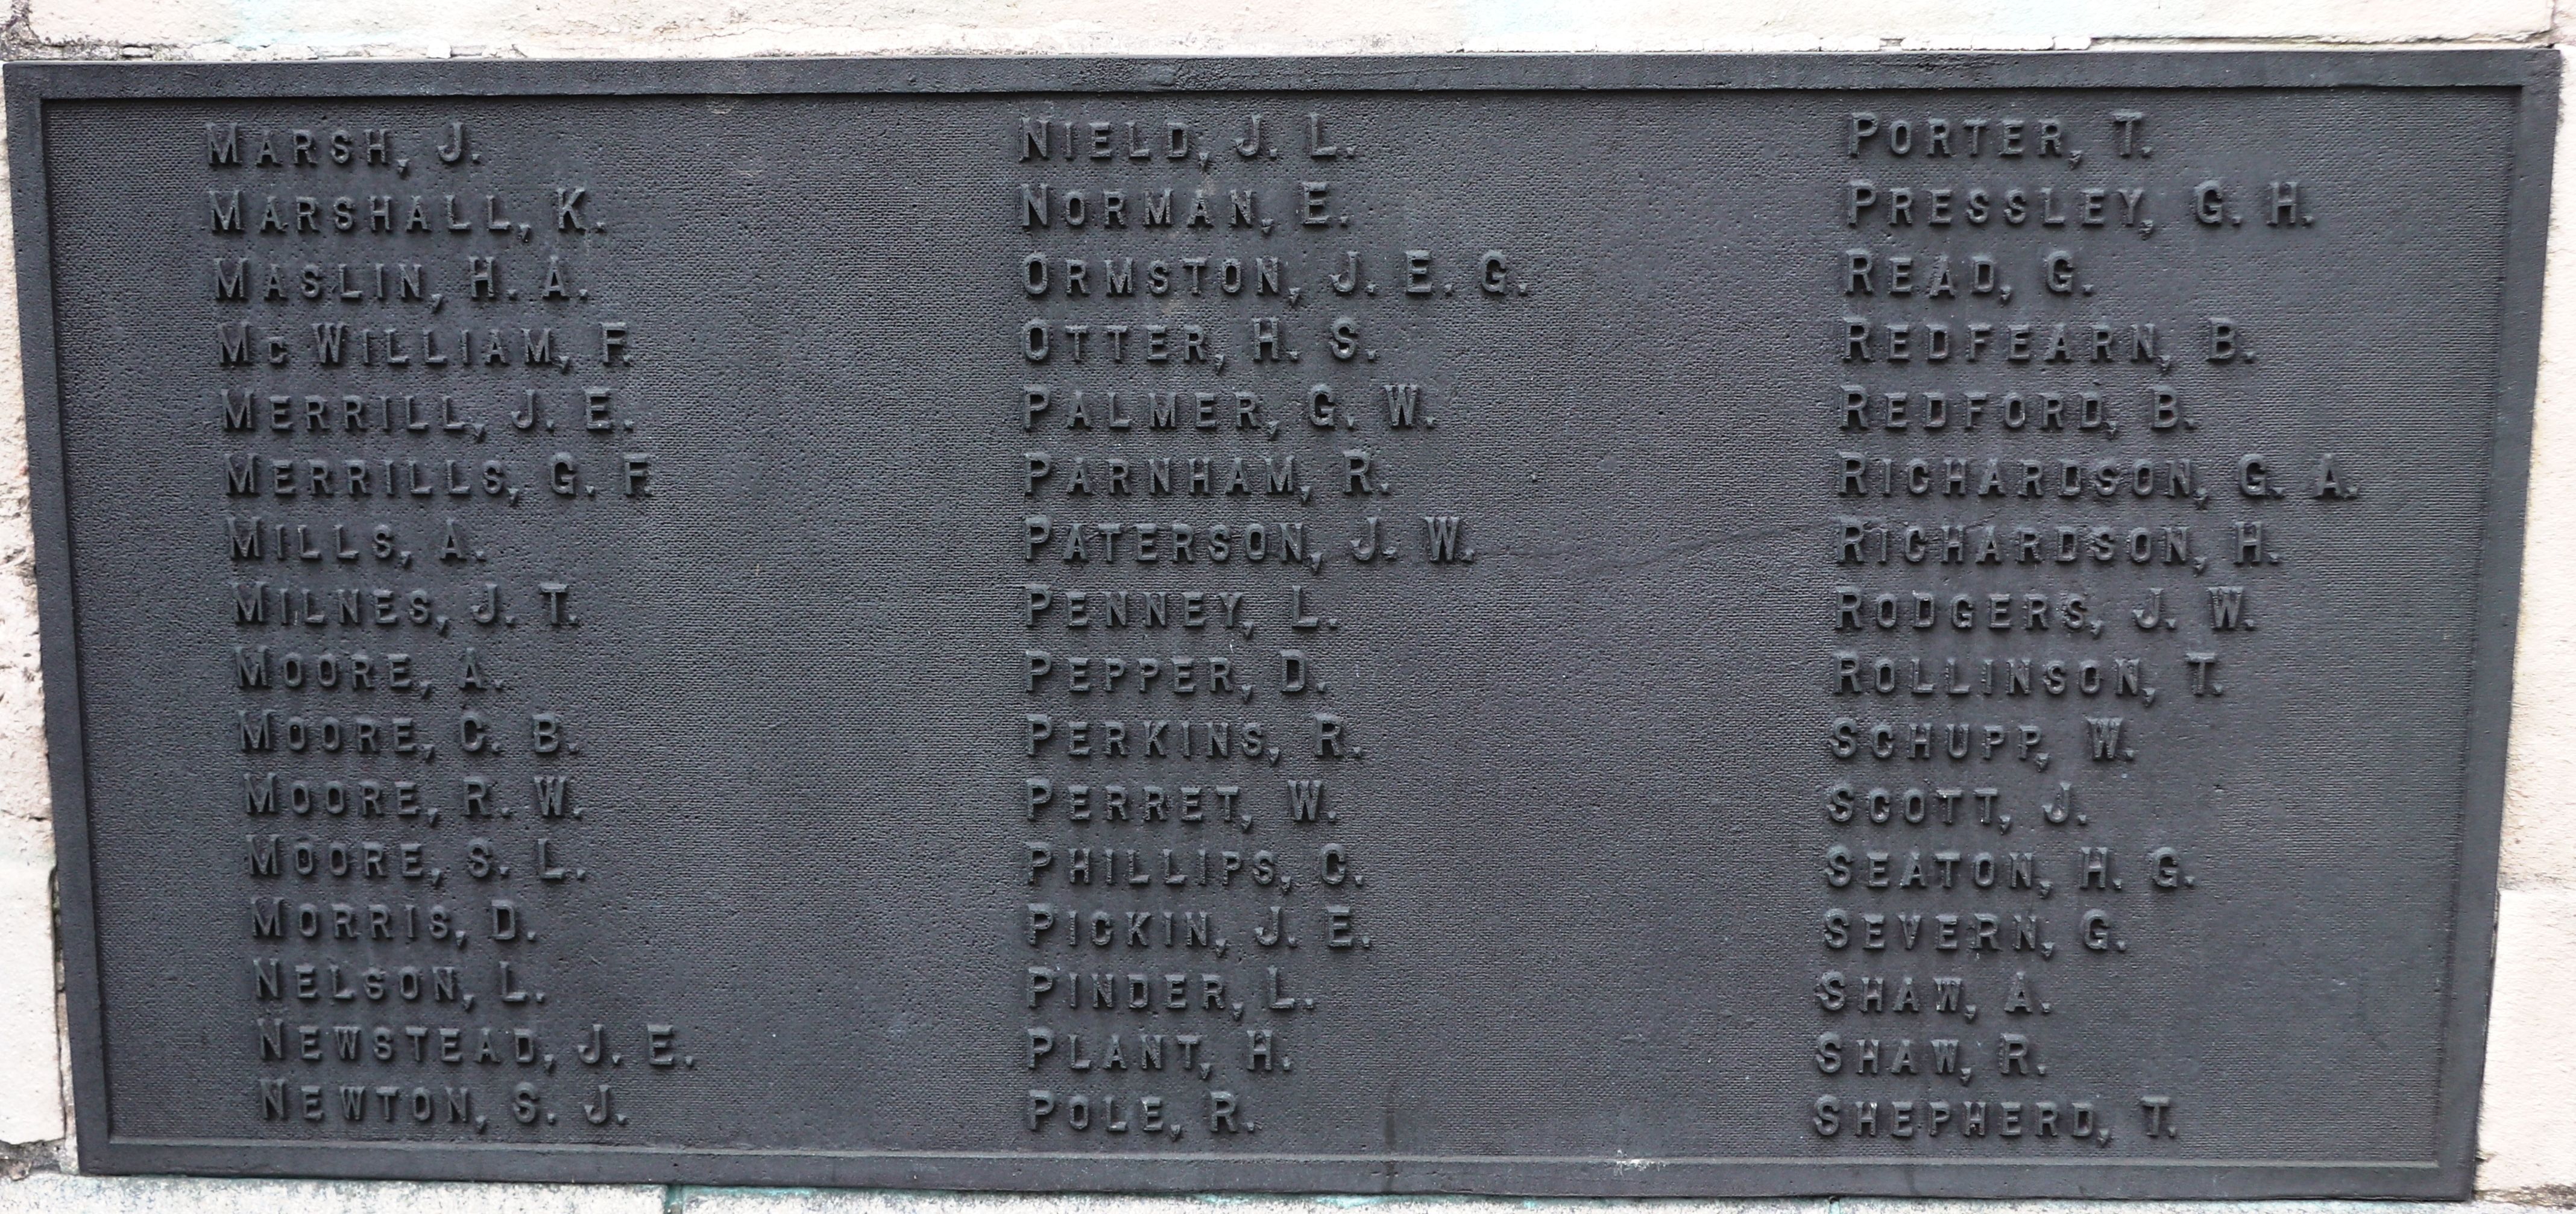 MARSH, J.
MARSHALL, K.
MASLIN, H. A.
McWILLIAM, F.
MERRILL, J. E.
MERRILLS, G. F.
MILLS, A.
MILNES, J. T.
MOORE, A.
MOORE, C. B.
MOORE, R. W.
MOORE, S. L.
MORRIS, D.
NELSON, L.
NEWSTEAD, J. E.
NEWTON, S. J.
NIELD, J. L.
NORMAN, E.
ORMSTON, J. E. G.
OTTER, H. S.
PALMER, G. W.
PARNHAM, R.
PATERSON, J. W.
PENNEY, L.
PEPPER, D.
PERKINS, R.
PERRET, W.
PHILLIPS, C.
PICKIN, J. E.
PINDER, L.
PLANT, H.
POLE, R.
PORTER, T.
PRESSLEY, G. H.
READ, G.
REDFEARN, B.
REDFORD, B.
RICHARDSON, G. A.
RICHARDSON, H.
RODGERS, J. W.
ROLLINSON, T.
SCHUPP, W.
SCOTT, J.
SEATON, H. G.
SEVERN, G.
SHAW, A.
SHAW, R.
SHEPHERD, T.